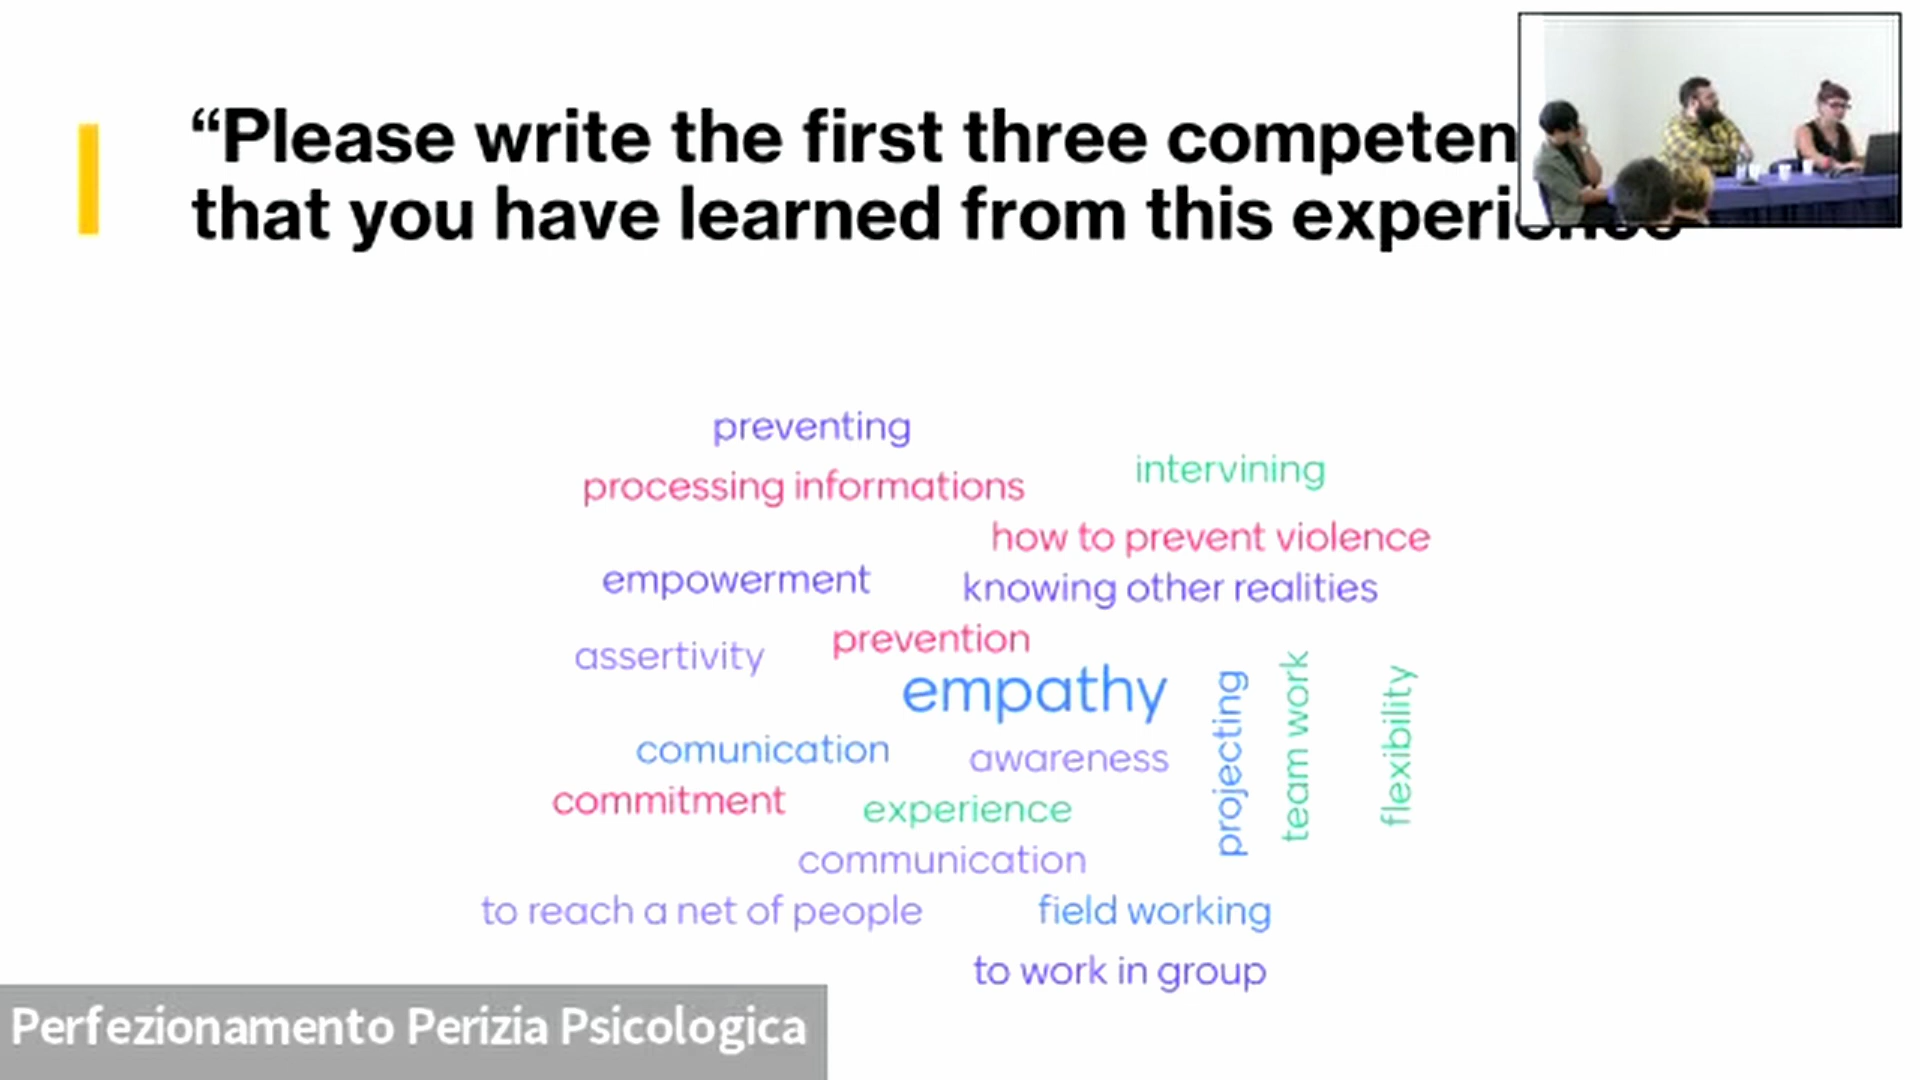 “Please write the first three competen
that you have learned from this experience
preventing
intervining
processing informations
how to prevent violence
empowerment
knowing other realities
prevention
assertivity
empathy
projecting
team work
flexibility
comunication
awareness
commitment
experience
communication
to reach a net of people
field working
to work in group
Perfezionamento Perizia Psicologica